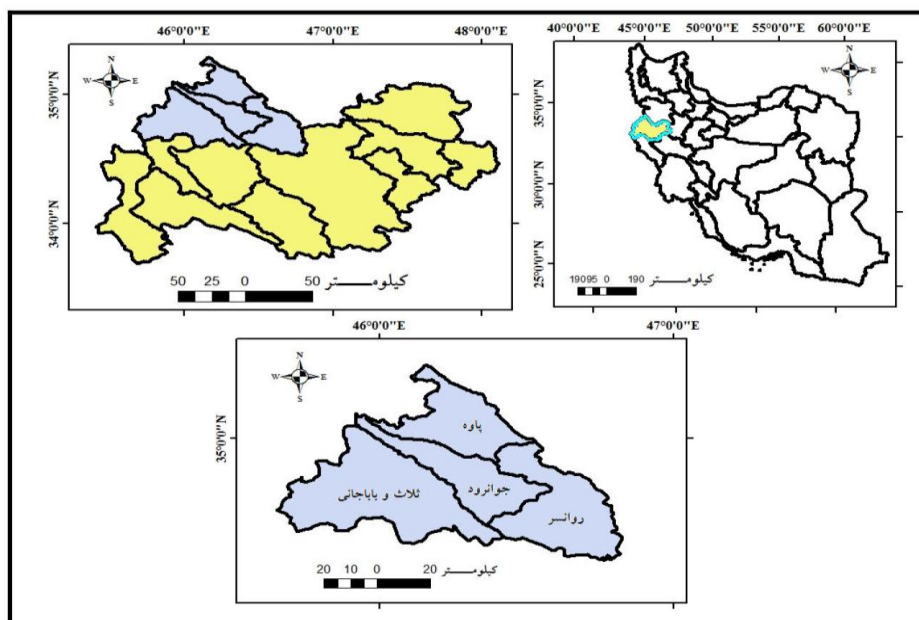 46°0'0"E 47°0'0"E 48°0'0"E
35°0'0"N
34°0'0"N
N
W E
S
50 25 0 50 کیلومـــــتر
40°0'0"E 45°0'0"E 50°0'0"E 55°0'0"E 60°0'0"E
35°0'0"N
30°0'0"N
25°0'0"N
N
W E
S
190 95 0 190 کیلومـــــتر
46°0'0"E 47°0'0"E
35°0'0"N
N
W E
S
پاوه
جوانرود
ثلاث و باباجانی
روانسر
20 10 0 20 کیلومـــــتر